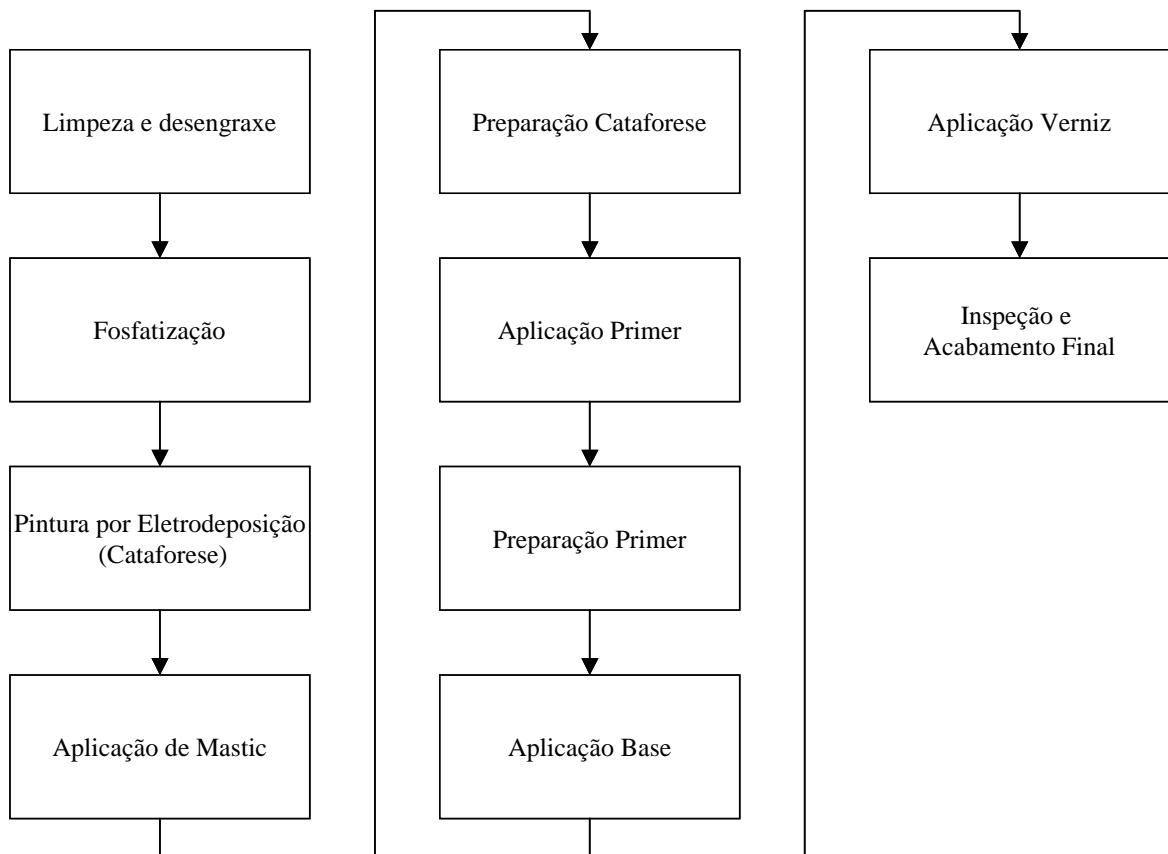 Limpeza e desengraxe
Fosfatização
Pintura por Eletrodeposição
(Cataforese)
Aplicação de Mastic
Preparação Cataforese
Aplicação Primer
Preparação Primer
Aplicação Base
Aplicação Verniz
Inspeção e
Acabamento Final